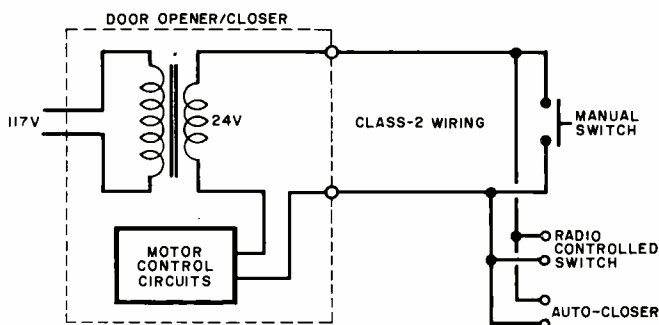 DOOR OPENER/CLOSER
117V
24V
CLASS-2 WIRING
MANUAL
SWITCH
MOTOR
CONTROL
CIRCUITS
RADIO
CONTROLLED
SWITCH
AUTO-CLOSER